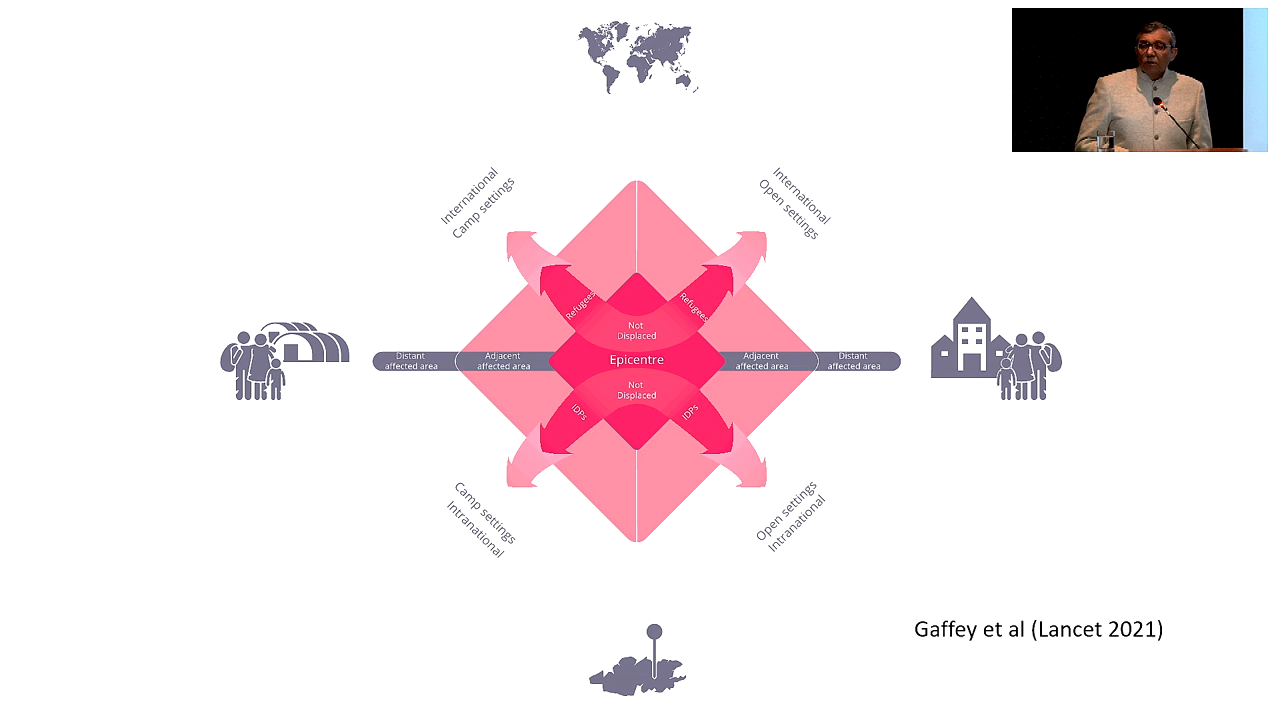 International
Camp settings
International
Open settings
Refugees
Refugees
Not
Displaced
Distant
affected area
Adjacent
affected area
Epicentre
Adjacent
affected area
Distant
affected area
Not
Displaced
IDPs
IDPs
Camp settings
Intranational
Open settings
Intranational
Gaffey et al (Lancet 2021)